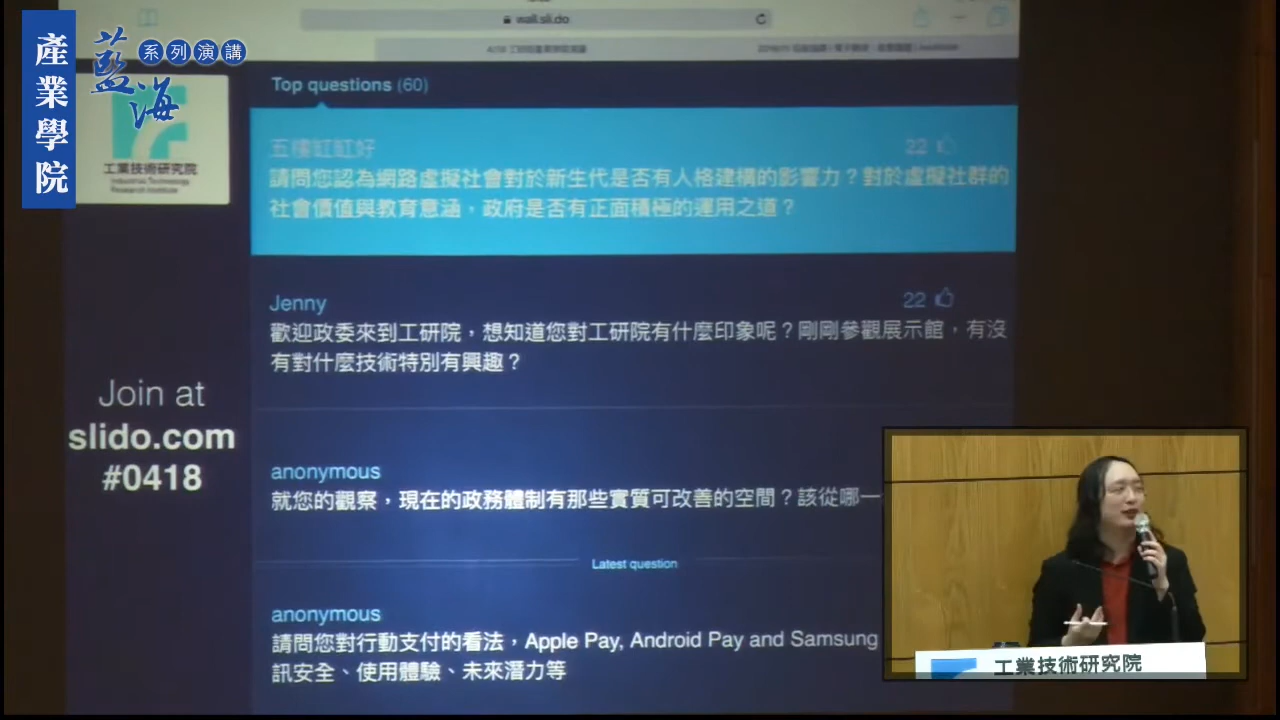 產業學院
藍海
系列演講
wall.sli.do
工業技術研究院
Industrial Technology
Research Institute
Top questions (60)
五樓缸缸好
22
請問您認為網路虛擬社會對於新生代是否有人格建構的影響力？對於虛擬社群的
社會價值與教育意涵，政府是否有正面積極的運用之道？
Jenny
22
歡迎政委來到工研院，想知道您對工研院有什麼印象呢？剛剛參觀展示館，有沒
有對什麼技術特別有興趣？
Join at
slido.com
#0418
anonymous
就您的觀察，現在的政務體制有那些實質可改善的空間？該從哪一
Latest question
anonymous
請問您對行動支付的看法，Apple Pay, Android Pay and Samsung
訊安全、使用體驗、未來潛力等
工業技術研究院